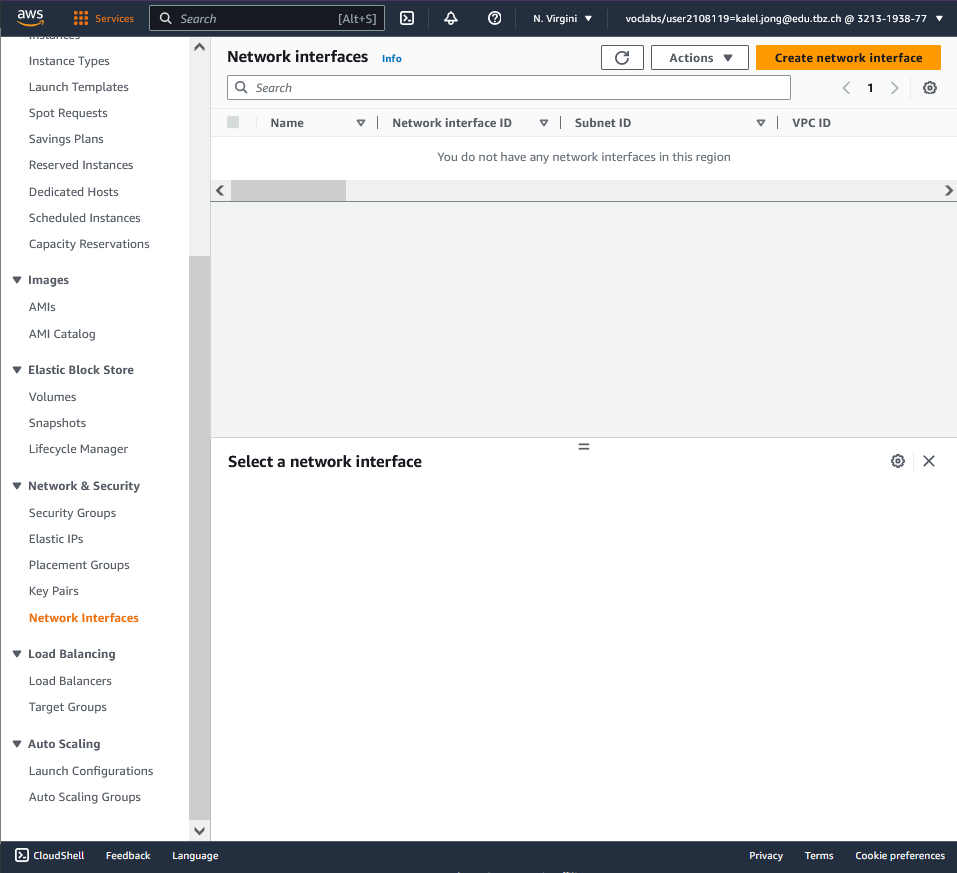 aws
Services
Search
[Alt+S]
N. Virgini
voclabs/user2108119=kalel.jong@edu.tbz.ch @ 3213-1938-77
Instances
Instance Types
Launch Templates
Spot Requests
Savings Plans
Reserved Instances
Dedicated Hosts
Scheduled Instances
Capacity Reservations
Images
AMIs
AMI Catalog
Elastic Block Store
Volumes
Snapshots
Lifecycle Manager
Network & Security
Security Groups
Elastic IPs
Placement Groups
Key Pairs
Network Interfaces
Load Balancing
Load Balancers
Target Groups
Auto Scaling
Launch Configurations
Auto Scaling Groups
Network interfaces Info
Actions
Create network interface
Search
1
Name Network interface ID Subnet ID VPC ID
You do not have any network interfaces in this region
Select a network interface
CloudShell Feedback Language Privacy Terms Cookie preferences